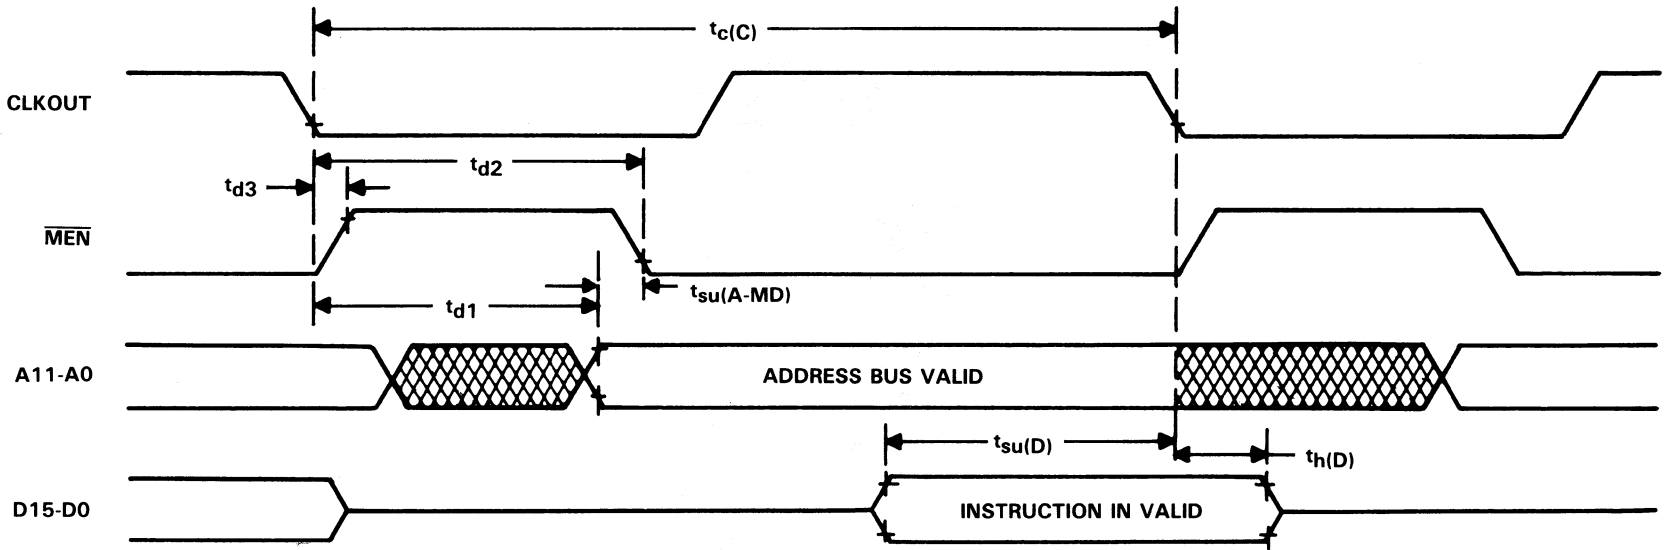 tc(C)
CLKOUT
td2
td3
MEN
tsu(A-MD)
td1
A11-A0
ADDRESS BUS VALID
tsu(D)
th(D)
D15-D0
INSTRUCTION IN VALID